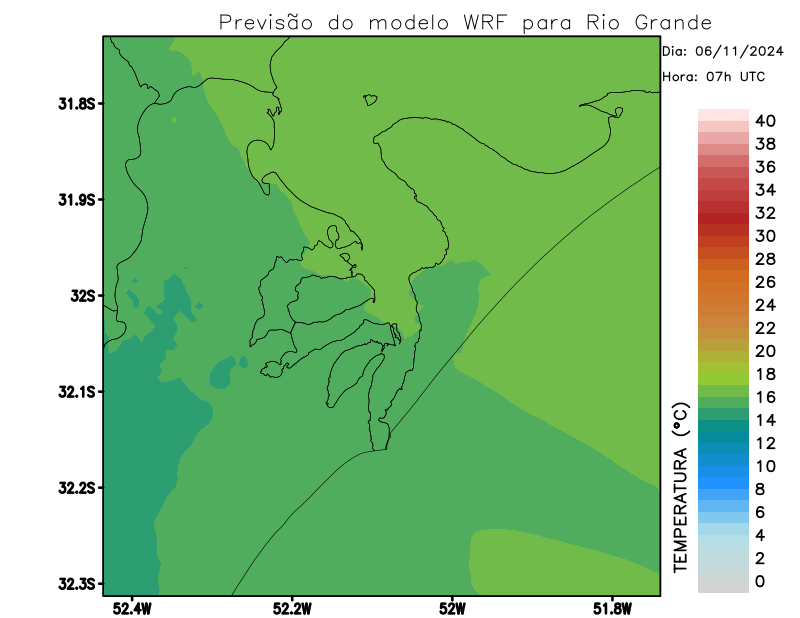 Previsão do modelo WRF para Rio Grande
Dia: 06/11/2024
Hora: 07h UTC
31.8S
31.9S
32S
32.1S
32.2S
32.3S
52.4W
52.2W
52W
51.8W
TEMPERATURA (°C)
40
38
36
34
32
30
28
26
24
22
20
18
16
14
12
10
8
6
4
2
0